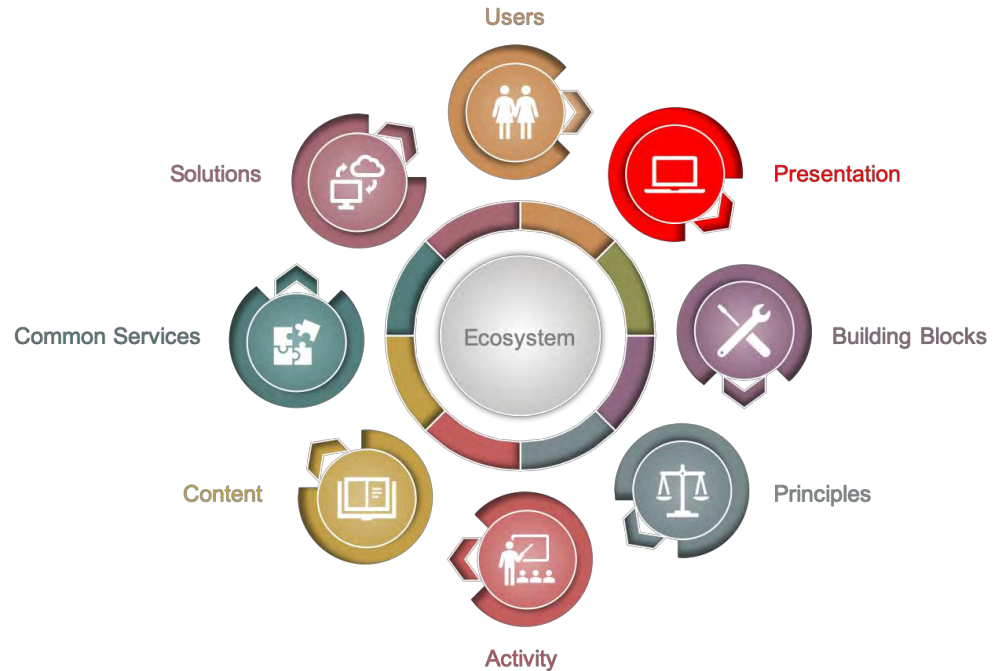 Users
Solutions
Presentation
Common Services
Ecosystem
Building Blocks
Content
Principles
Activity